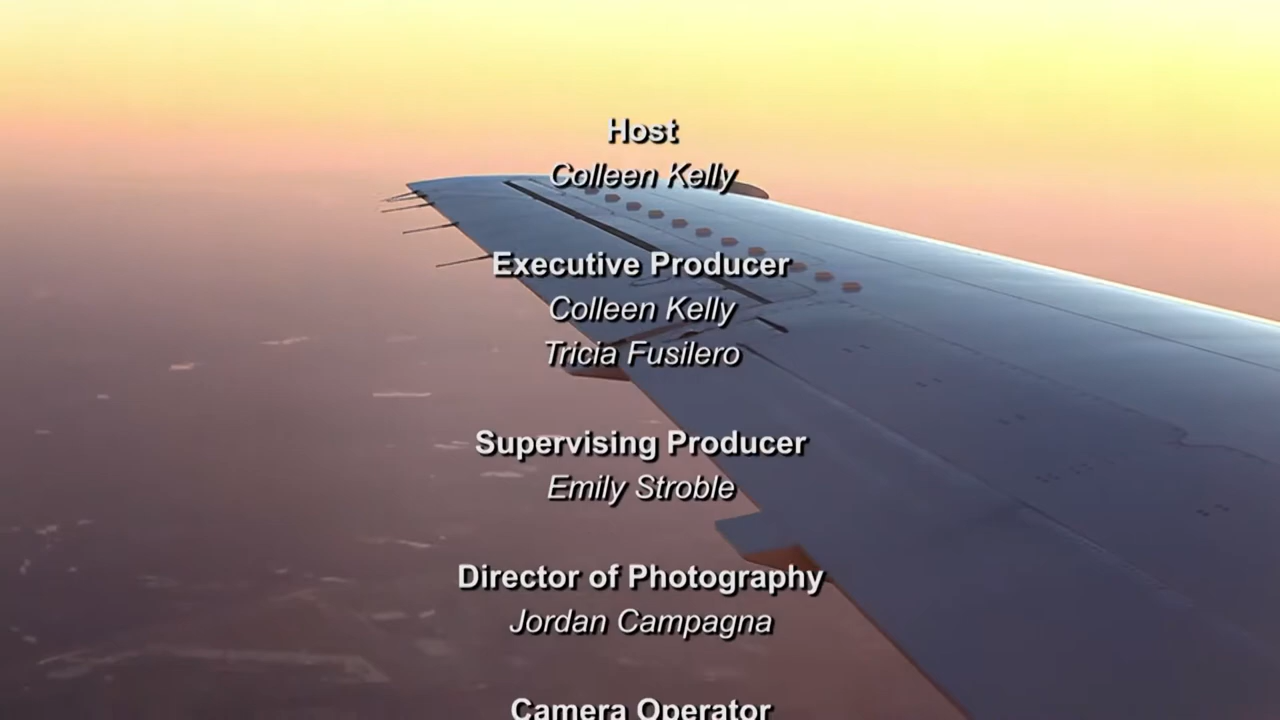 Host
Colleen Kelly
Executive Producer
Colleen Kelly
Tricia Fusilero
Supervising Producer
Emily Stroble
Director of Photography
Jordan Campagna
Camera Operator